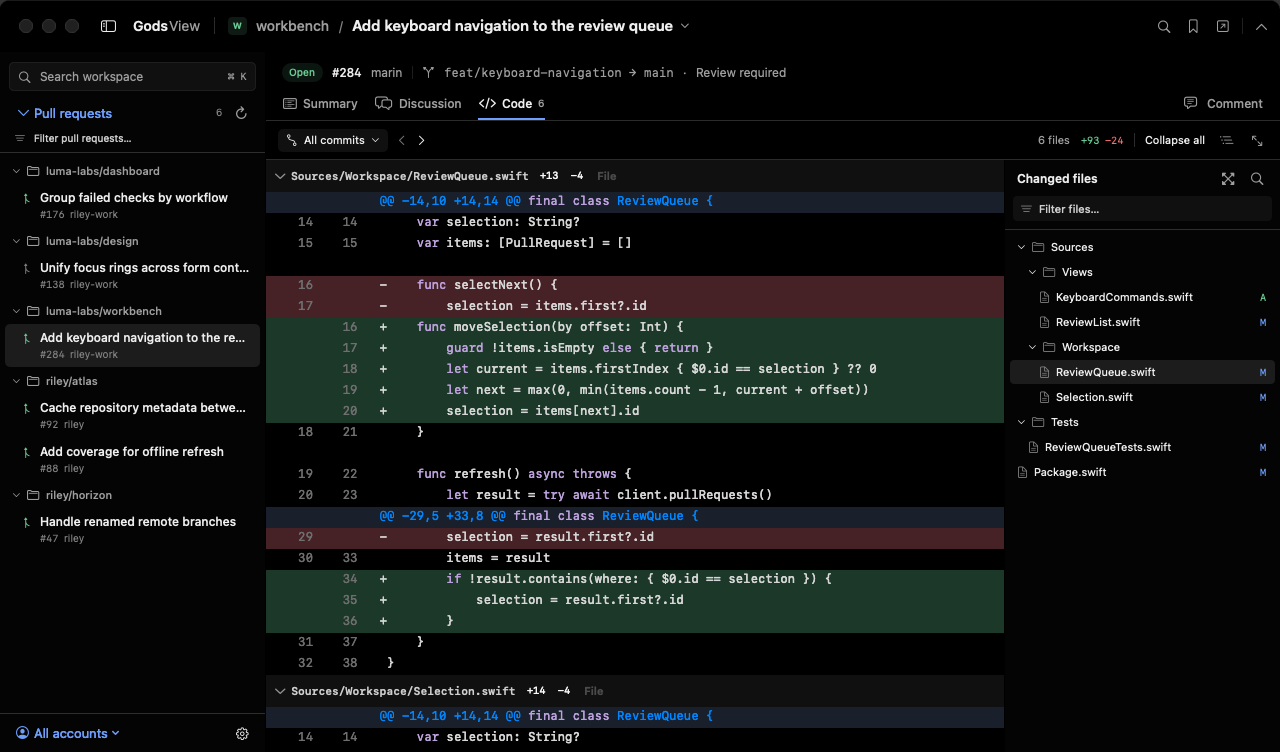 GodsView
W workbench / Add keyboard navigation to the review queue
Search workspace ⌘ K
Pull requests 6
Filter pull requests...
luma-labs/dashboard
Group failed checks by workflow
#176 riley-work
luma-labs/design
Unify focus rings across form cont...
#138 riley-work
luma-labs/workbench
Add keyboard navigation to the re...
#284 riley-work
riley/atlas
Cache repository metadata betwe...
#92 riley
Add coverage for offline refresh
#88 riley
riley/horizon
Handle renamed remote branches
#47 riley
All accounts
Open #284 marin feat/keyboard-navigation → main · Review required
Summary Discussion </> Code 6 Comment
All commits 6 files +93 −24 Collapse all
Sources/Workspace/ReviewQueue.swift +13 −4 File
@@ −14,10 +14,14 @@ final class ReviewQueue {
14 14 var selection: String?
15 15 var items: [PullRequest] = []
16 − func selectNext() {
17 − selection = items.first?.id
16 + func moveSelection(by offset: Int) {
17 + guard !items.isEmpty else { return }
18 + let current = items.firstIndex { $0.id == selection } ?? 0
19 + let next = max(0, min(items.count - 1, current + offset))
20 + selection = items[next].id
18 21 }
19 22 func refresh() async throws {
20 23 let result = try await client.pullRequests()
@@ −29,5 +33,8 @@ final class ReviewQueue {
29 − selection = result.first?.id
30 33 items = result
34 + if !result.contains(where: { $0.id == selection }) {
35 + selection = result.first?.id
36 + }
31 37 }
32 38 }
Sources/Workspace/Selection.swift +14 −4 File
@@ −14,10 +14,14 @@ final class ReviewQueue {
14 14 var selection: String?
Changed files
Filter files...
Sources
Views
KeyboardCommands.swift A
ReviewList.swift M
Workspace
ReviewQueue.swift M
Selection.swift M
Tests
ReviewQueueTests.swift M
Package.swift M